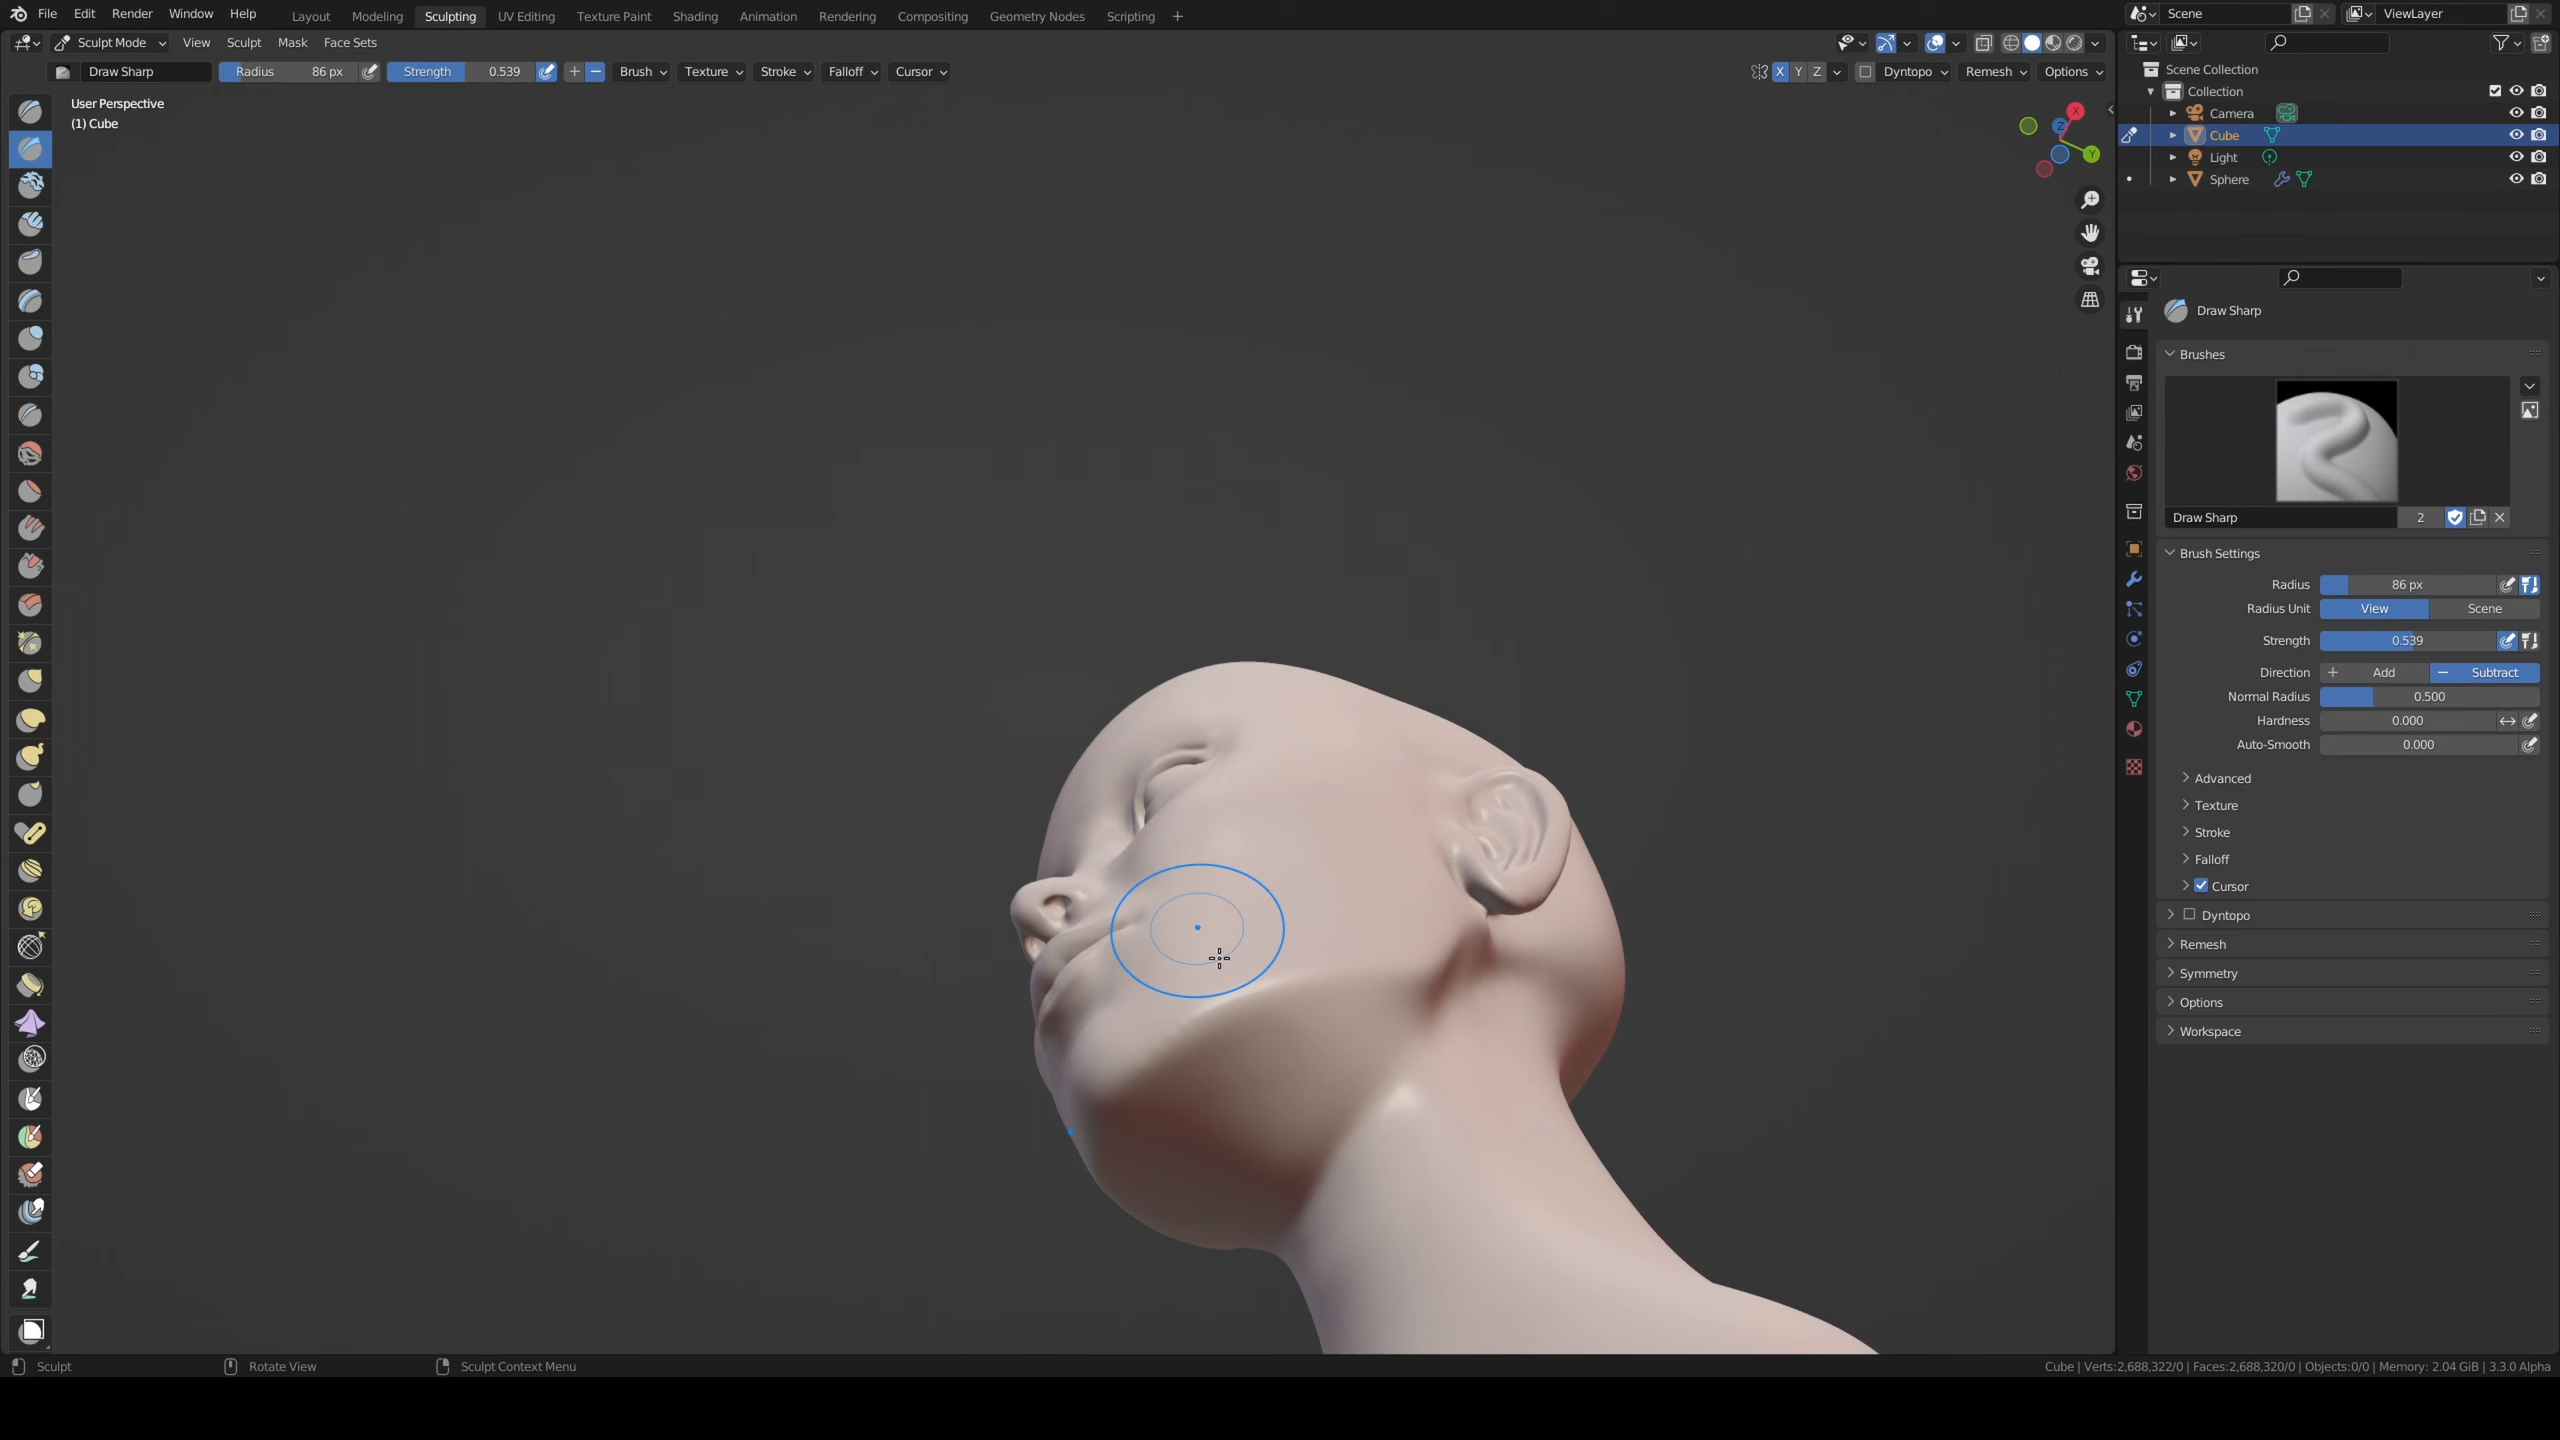 File Edit Render Window Help Layout Modeling Sculpting UV Editing Texture Paint Shading Animation Rendering Compositing Geometry Nodes Scripting + Scene ViewLayer
Sculpt Mode View Sculpt Mask Face Sets
Draw Sharp Radius 86 px Strength 0.539 + − Brush Texture Stroke Falloff Cursor X Y Z Dyntopo Remesh Options
User Perspective
(1) Cube
X
Z
Y
Scene Collection
Collection
Camera
Cube
Light
Sphere
Draw Sharp
Brushes
Draw Sharp 2
Brush Settings
Radius 86 px
Radius Unit View Scene
Strength 0.539
Direction + Add − Subtract
Normal Radius 0.500
Hardness 0.000
Auto-Smooth 0.000
Advanced
Texture
Stroke
Falloff
Cursor
Dyntopo
Remesh
Symmetry
Options
Workspace
Sculpt Rotate View Sculpt Context Menu Cube | Verts:2,688,322/0 | Faces:2,688,320/0 | Objects:0/0 | Memory: 2.04 GiB | 3.3.0 Alpha